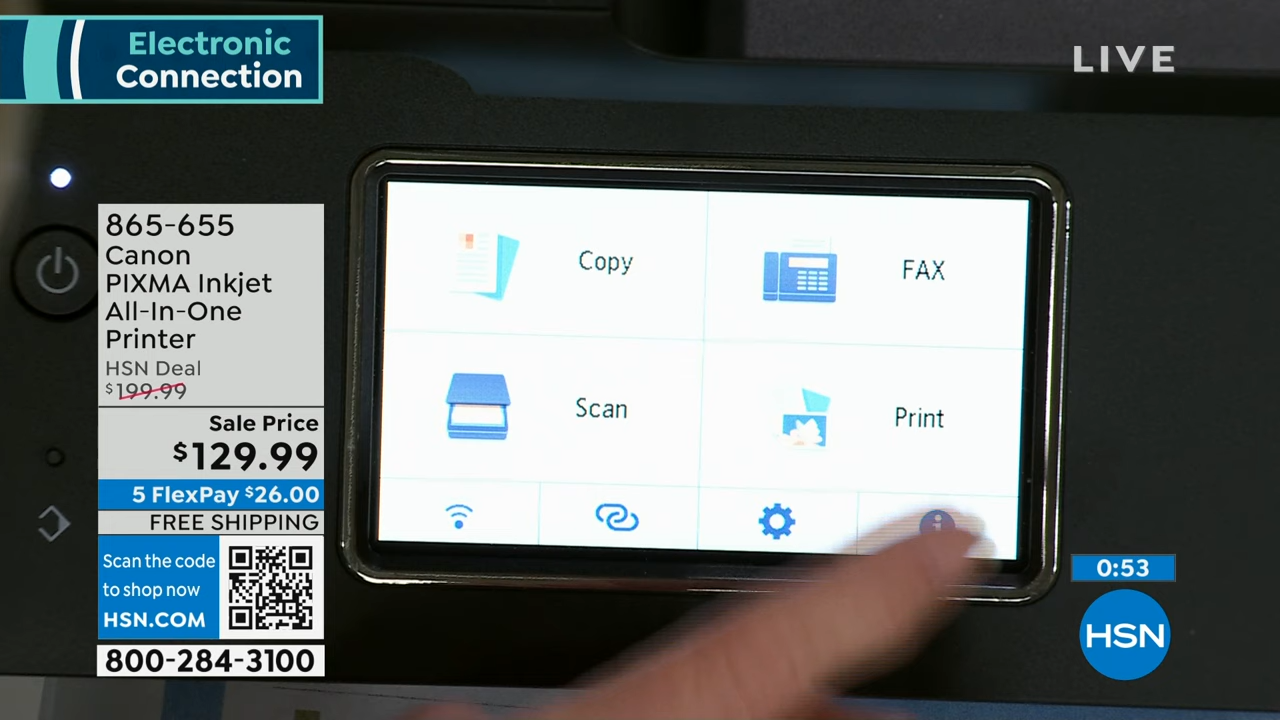 Electronic
Connection
LIVE
865-655
Canon
PIXMA Inkjet
All-In-One
Printer
HSN Deal
$199.99
Sale Price
$129.99
5 FlexPay $26.00
FREE SHIPPING
Scan the code
to shop now
HSN.COM
800-284-3100
Copy
FAX
Scan
Print
0:53
HSN